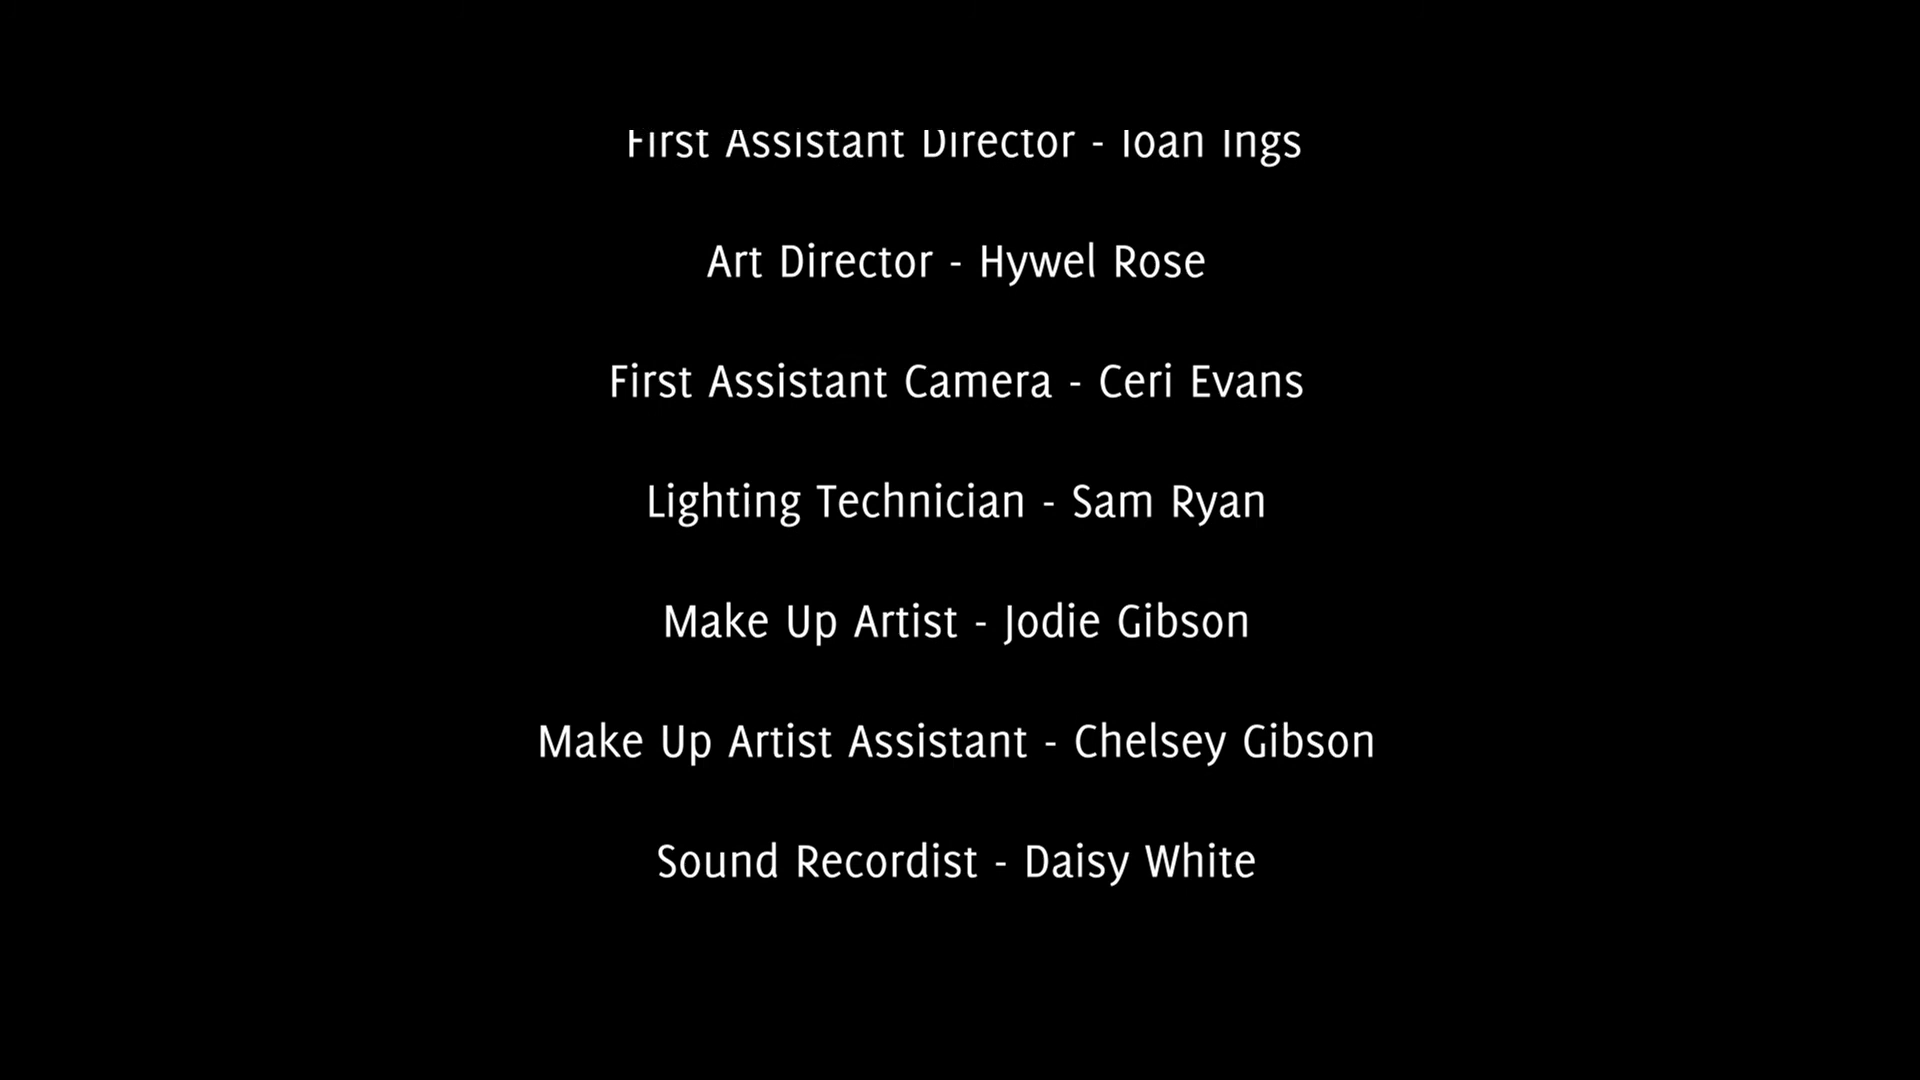 First Assistant Director - Ioan Ings
Art Director - Hywel Rose
First Assistant Camera - Ceri Evans
Lighting Technician - Sam Ryan
Make Up Artist - Jodie Gibson
Make Up Artist Assistant - Chelsey Gibson
Sound Recordist - Daisy White